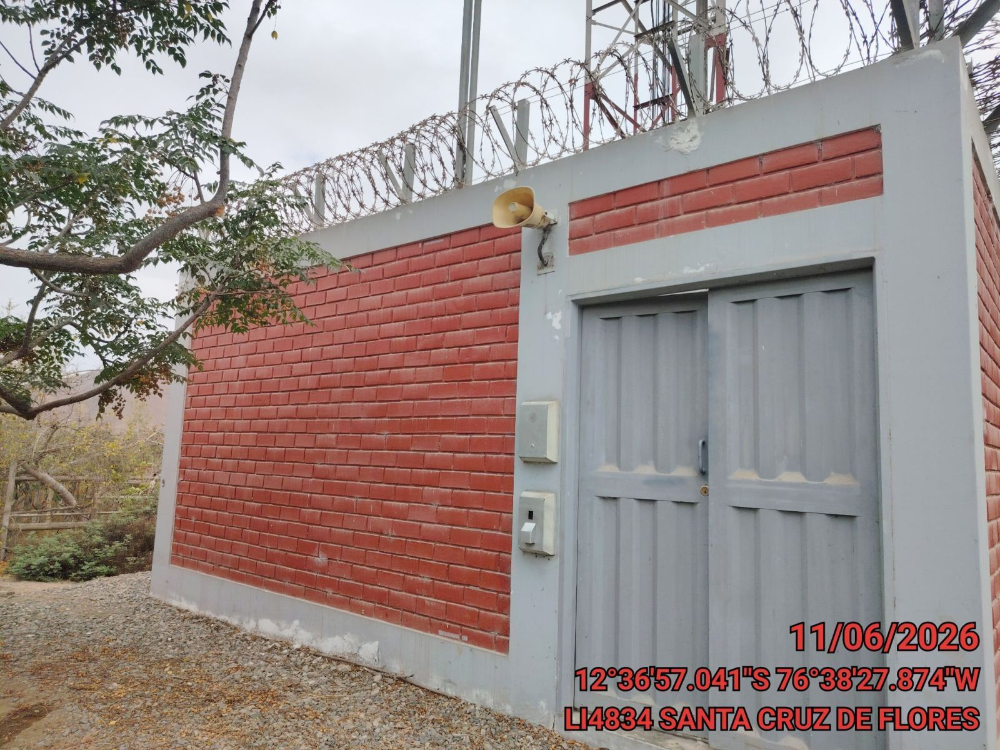 11/06/2026
12°36'57.041"S 76°38'27.874"W
LI4834 SANTA CRUZ DE FLORES